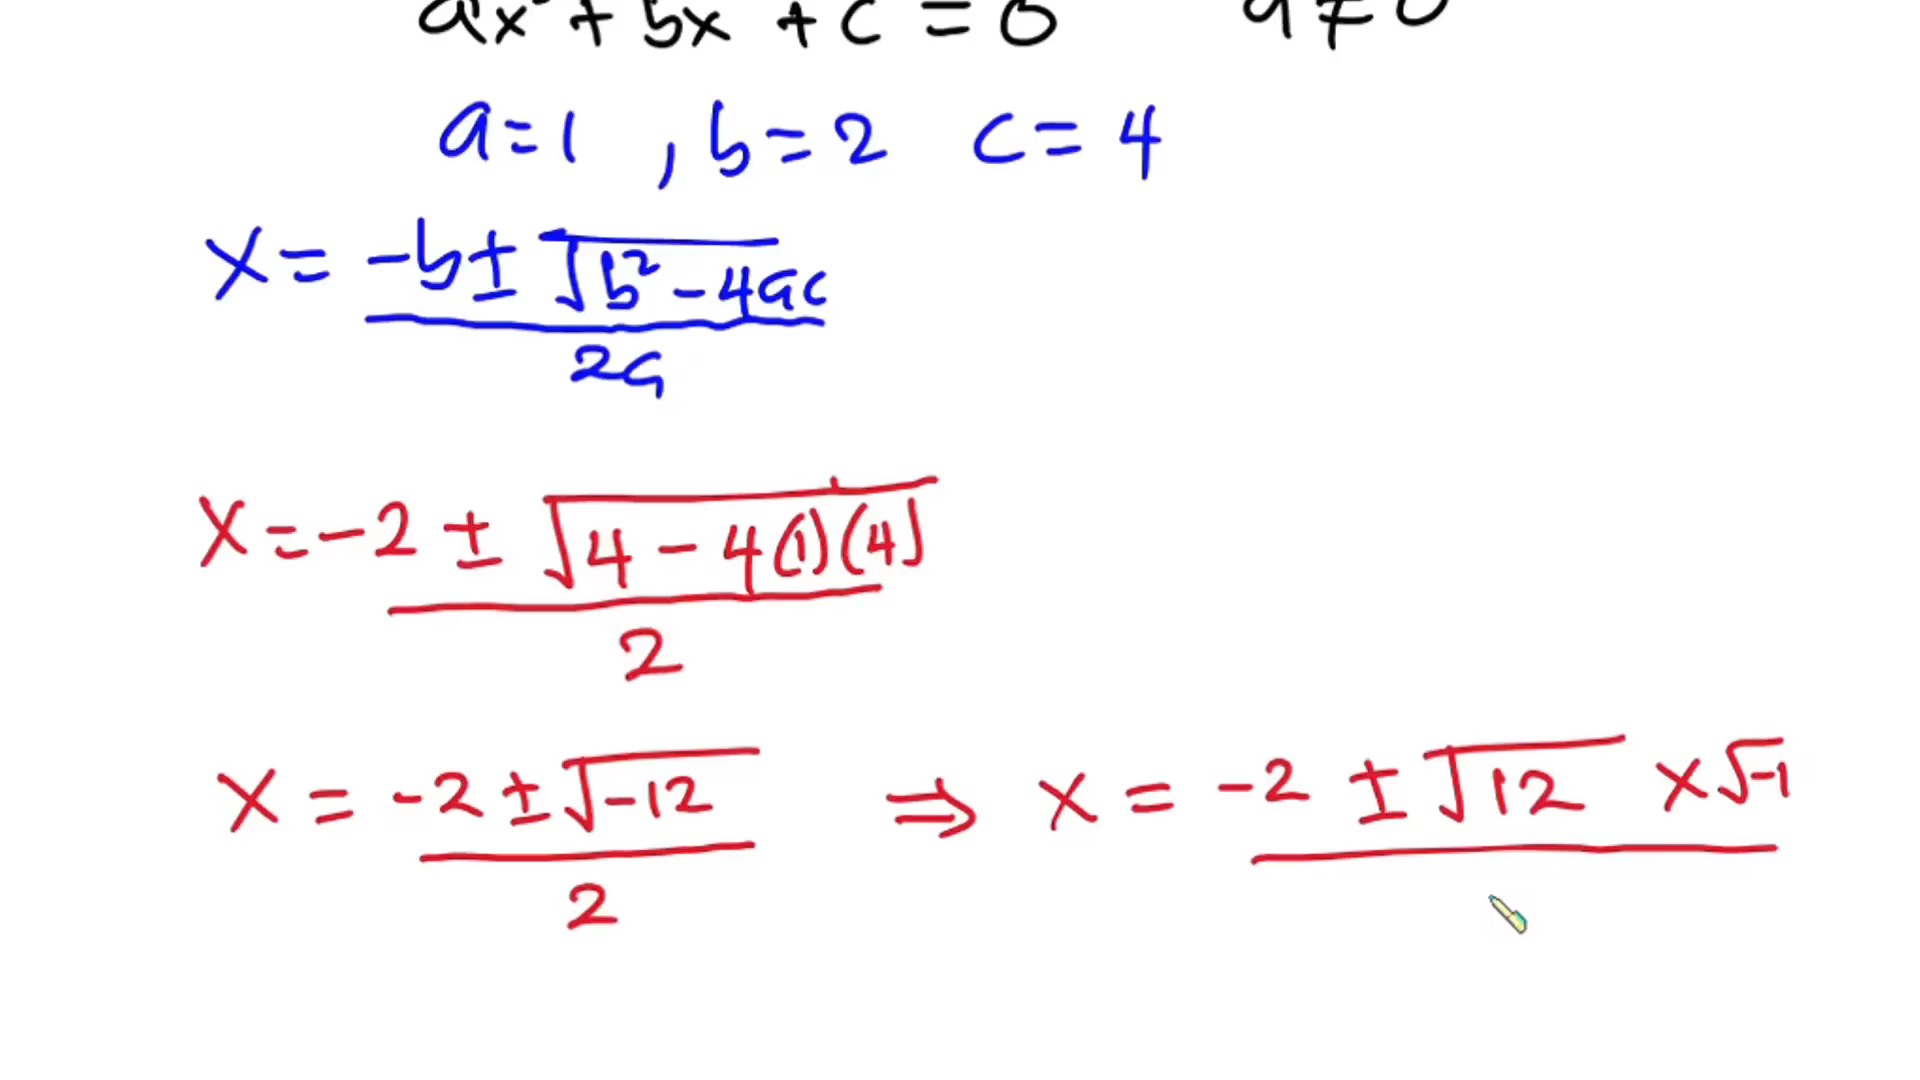 ax² + bx + c = 0 a ≠ 0
a = 1 , b = 2 c = 4
x = -b ± √b² - 4ac
2a
x = -2 ± √4 - 4(1)(4)
2
x = -2 ± √-12 ⇒ x = -2 ± √12 x √-1
2